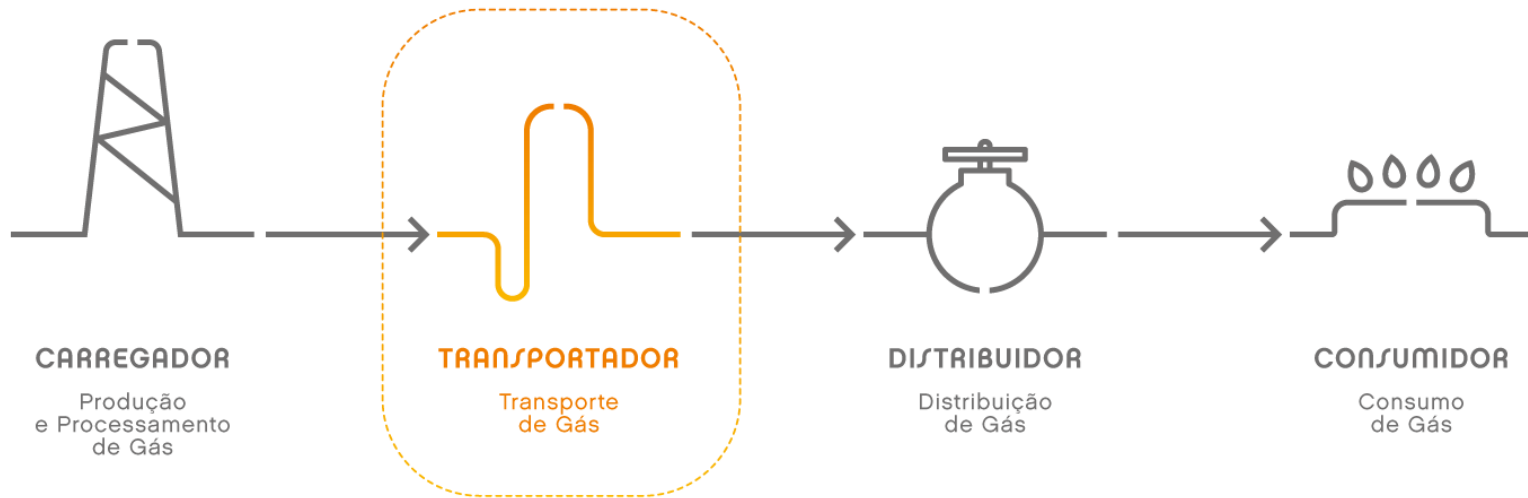 CARREGADOR
Produção
e Processamento
de Gás
TRANSPORTADOR
Transporte
de Gás
DISTRIBUIDOR
Distribuição
de Gás
CONSUMIDOR
Consumo
de Gás